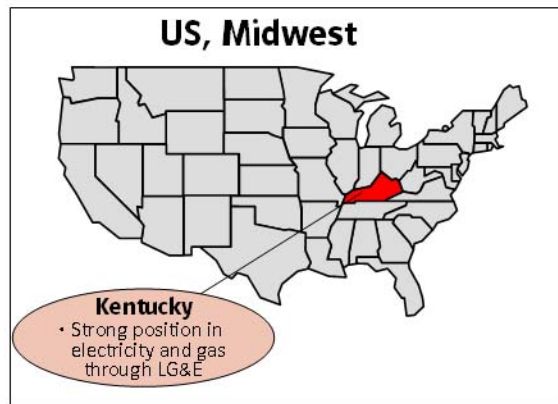 US, Midwest
Kentucky
• Strong position in
electricity and gas
through LG&E